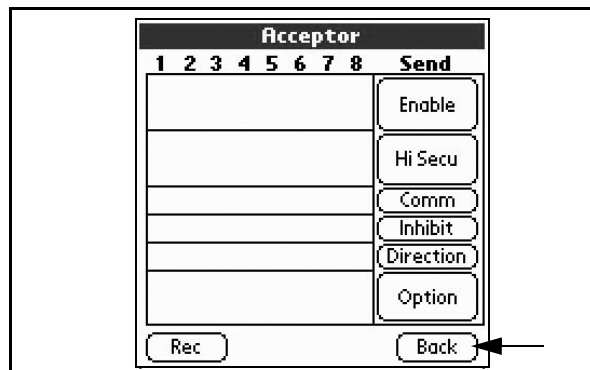 Acceptor
1 2 3 4 5 6 7 8 Send
Enable
Hi Secu
Comm
Inhibit
Direction
Option
Rec Back